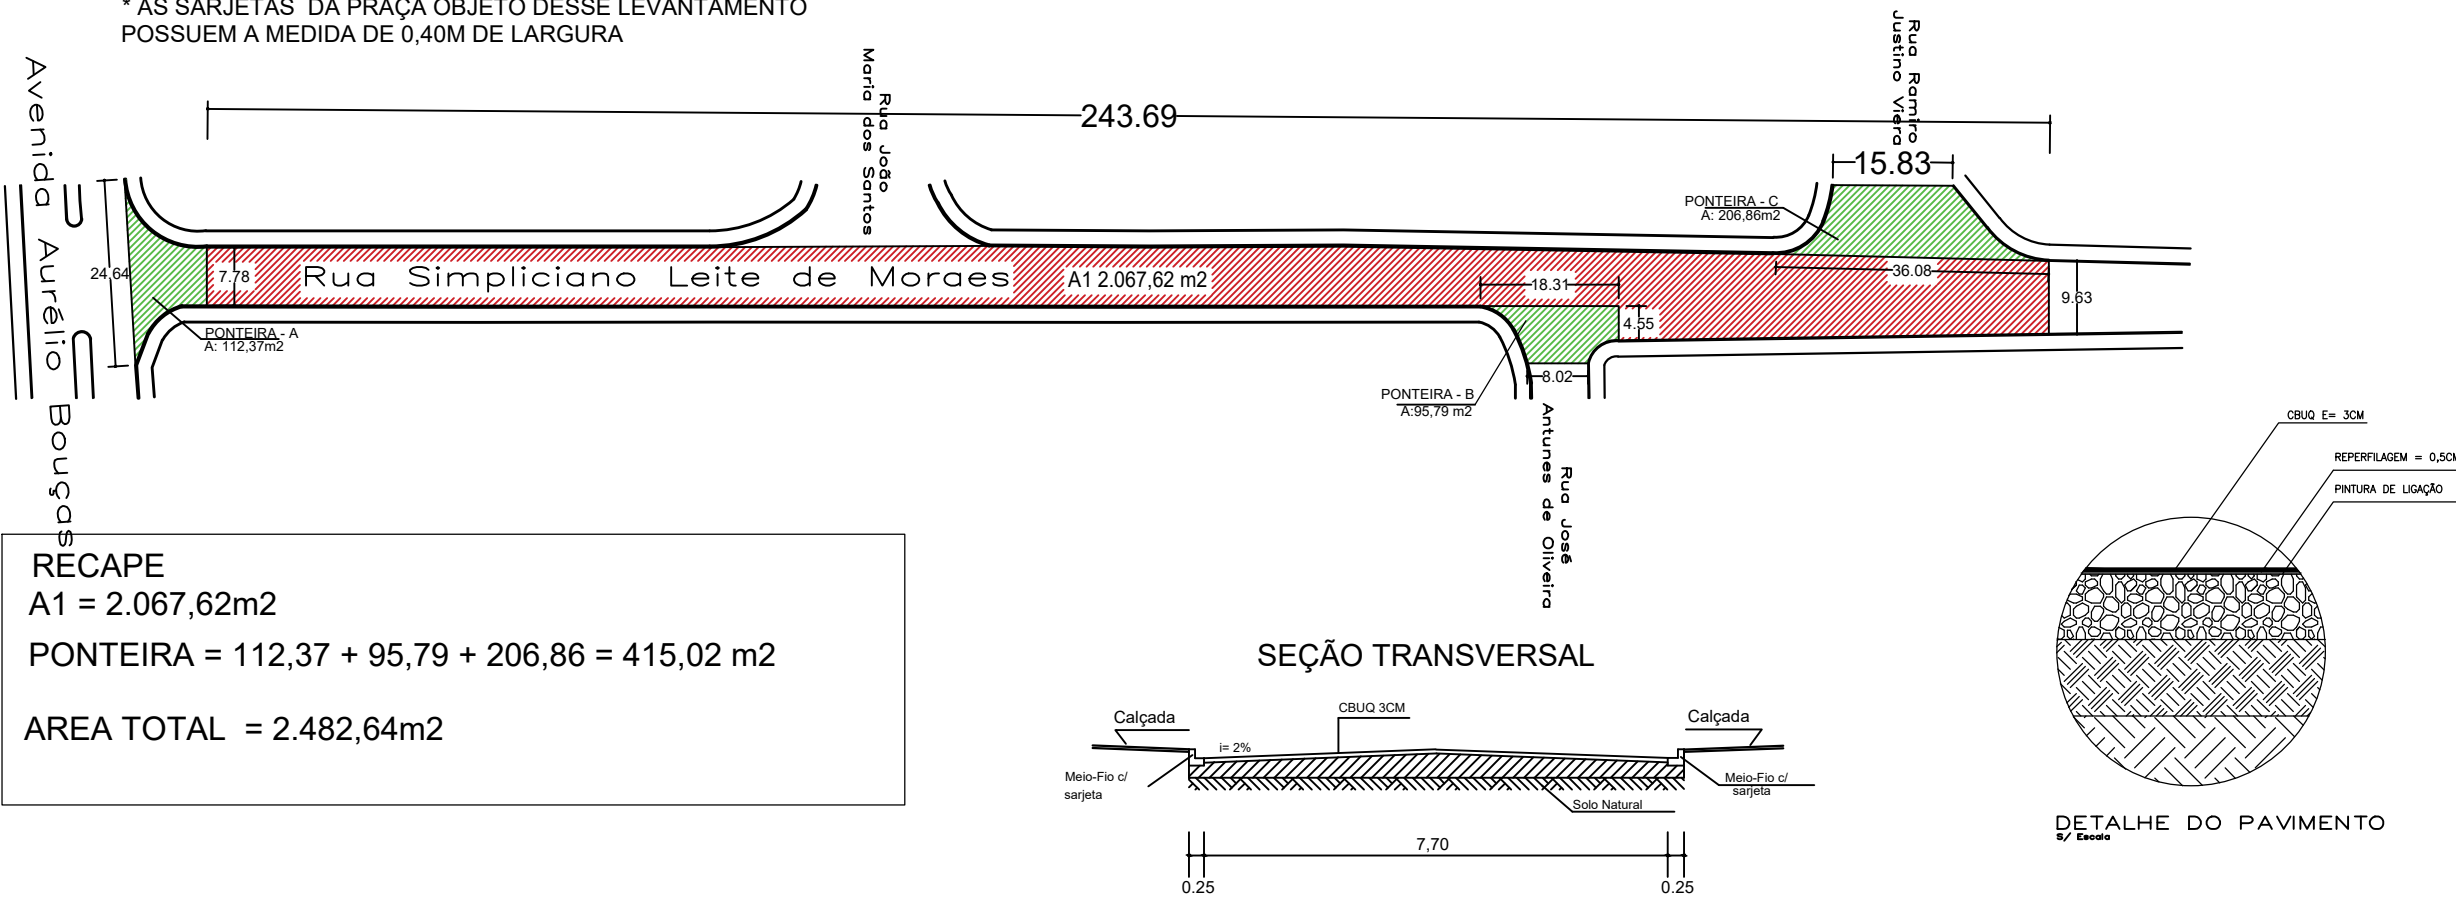 * AS SARJETAS DA PRAÇA OBJETO DESSE LEVANTAMENTO
POSSUEM A MEDIDA DE 0,40M DE LARGURA
Avenida Aurélio Bouças
Rua João
Maria dos Santos
Rua Ramiro
Justino Vieira
243.69
15.83
PONTEIRA - C
A: 206,86m2
24.64
7.78
Rua Simpliciano Leite de Moraes
A1 2.067,62 m2
18.31
36.08
9.63
4.55
PONTEIRA - A
A: 112,37m2
8.02
PONTEIRA - B
A:95,79 m2
Rua José
Antunes de Oliveira
CBUQ E= 3CM
REPERFILAGEM = 0,5CM
PINTURA DE LIGAÇÃO
RECAPE
A1 = 2.067,62m2
PONTEIRA = 112,37 + 95,79 + 206,86 = 415,02 m2
AREA TOTAL = 2.482,64m2
SEÇÃO TRANSVERSAL
Calçada
CBUQ 3CM
Calçada
i= 2%
Meio-Fio c/
sarjeta
Meio-Fio c/
sarjeta
Solo Natural
7,70
0.25
0.25
DETALHE DO PAVIMENTO
S/ Escala